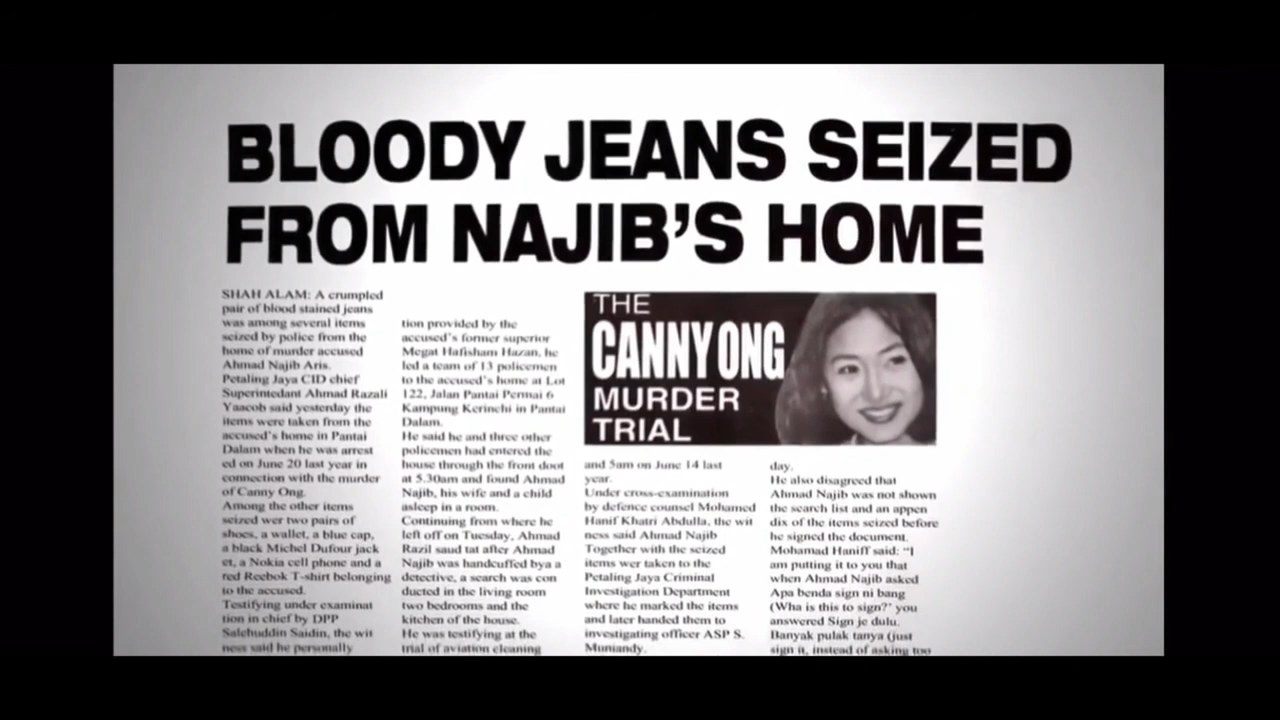 BLOODY JEANS SEIZED
FROM NAJIB'S HOME
SHAH ALAM: A crumpled
pair of blood stained jeans
was among several items
seized by police from the
home of murder accused
Ahmad Najib Aris.
Petaling Jaya CID chief
Superintedant Ahmad Razali
Yaacob said yesterday the
items were taken from the
accused's home in Pantai
Dalam when he was arrest
ed on June 20 last year in
connection with the murder
of Canny Ong.
Among the other items
seized wer two pairs of
shoes, a wallet, a blue cap,
a black Michel Dufour jack
et, a Nokia cell phone and a
red Reebok T-shirt belonging
to the accused.
Testifying under examinat
tion in chief by DPP
Salehuddin Saidin, the wit
ness said he personally
tion provided by the
accused's former superior
Megat Hafisham Hazan, he
led a team of 13 policemen
to the accused's home at Lot
122, Jalan Pantai Permai 6
Kampung Kerinchi in Pantai
Dalam.
He said he and three other
policemen had entered the
house through the front doot
at 5.30am and found Ahmad
Najib, his wife and a child
asleep in a room.
Continuing from where he
left off on Tuesday, Ahmad
Razil saud tat after Ahmad
Najib was handcuffed bya a
detective, a search was con
ducted in the living room
two bedrooms and the
kitchen of the house.
He was testifying at the
trial of aviation cleaning
THE
CANNY ONG
MURDER
TRIAL
and 5am on June 14 last
year.
Under cross-examination
by defence counsel Mohamed
Hanif Khatri Abdulla, the wit
ness said Ahmad Najib
Together with the seized
items wer taken to the
Petaling Jaya Criminal
Investigation Department
where he marked the items
and later handed them to
investigating officer ASP S.
Muniandy.
day.
He also disagreed that
Ahmad Najib was not shown
the search list and an appen
dix of the items seized before
he signed the document.
Mohamad Haniff said: "I
am putting it to you that
when Ahmad Najib asked
Apa benda sign ni bang
(Wha is this to sign?' you
answered Sign je dulu.
Banyak pulak tanya (just
sign it, instead of asking too